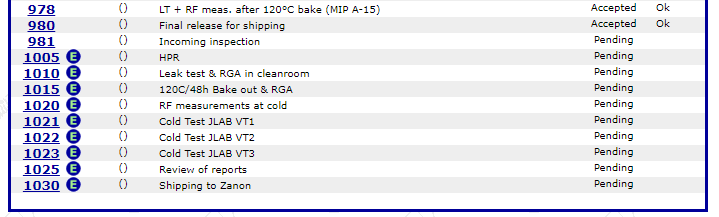 978 () LT + RF meas. after 120°C bake (MIP A-15) Accepted Ok
980 () Final release for shipping Accepted Ok
981 () Incoming inspection Pending
1005 E () HPR Pending
1010 E () Leak test & RGA in cleanroom Pending
1015 E () 120C/48h Bake out & RGA Pending
1020 E () RF measurements at cold Pending
1021 E () Cold Test JLAB VT1 Pending
1022 E () Cold Test JLAB VT2 Pending
1023 E () Cold Test JLAB VT3 Pending
1025 E () Review of reports Pending
1030 E () Shipping to Zanon Pending